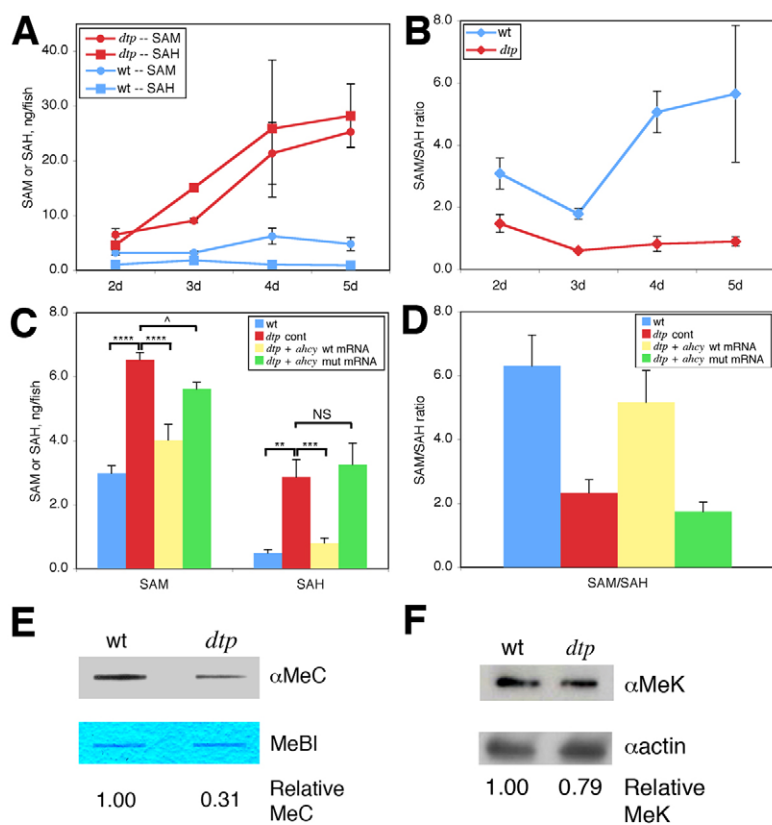 A
dtp -- SAM
dtp -- SAH
wt -- SAM
wt -- SAH
SAM or SAH, ng/fish
40.0
30.0
20.0
10.0
0.0
2d 3d 4d 5d
B
wt
dtp
SAM/SAH ratio
8.0
6.0
4.0
2.0
0.0
2d 3d 4d 5d
C
wt
dtp cont
dtp + ahcy wt mRNA
dtp + ahcy mut mRNA
SAM or SAH, ng/fish
8.0
6.0
4.0
2.0
0.0
^
**** ****
NS
** ***
SAM SAH
D
wt
dtp cont
dtp + ahcy wt mRNA
dtp + ahcy mut mRNA
SAM/SAH ratio
8.0
6.0
4.0
2.0
0.0
SAM/SAH
E
wt dtp
αMeC
MeBl
1.00 0.31 Relative
MeC
F
wt dtp
αMeK
αactin
1.00 0.79 Relative
MeK